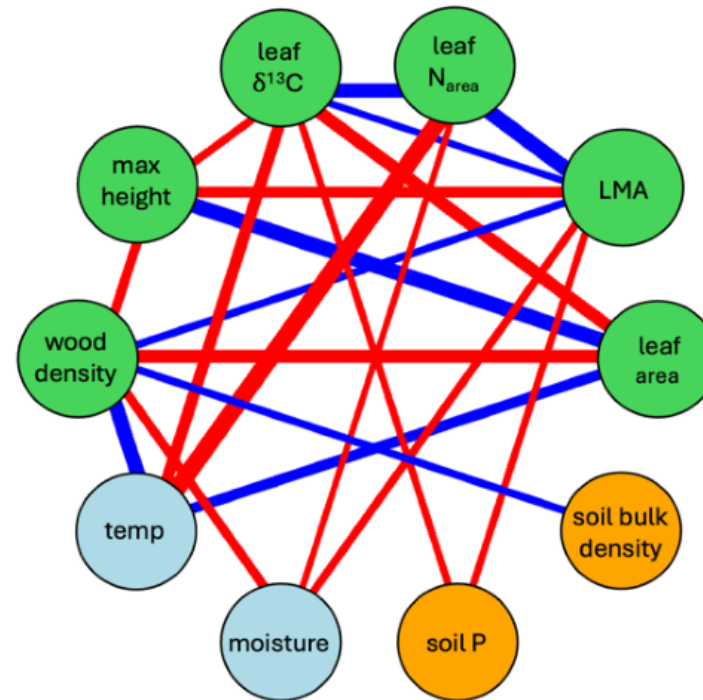 leaf
δ¹³C
leaf
Narea
max
height
LMA
wood
density
leaf
area
temp
soil bulk
density
moisture
soil P